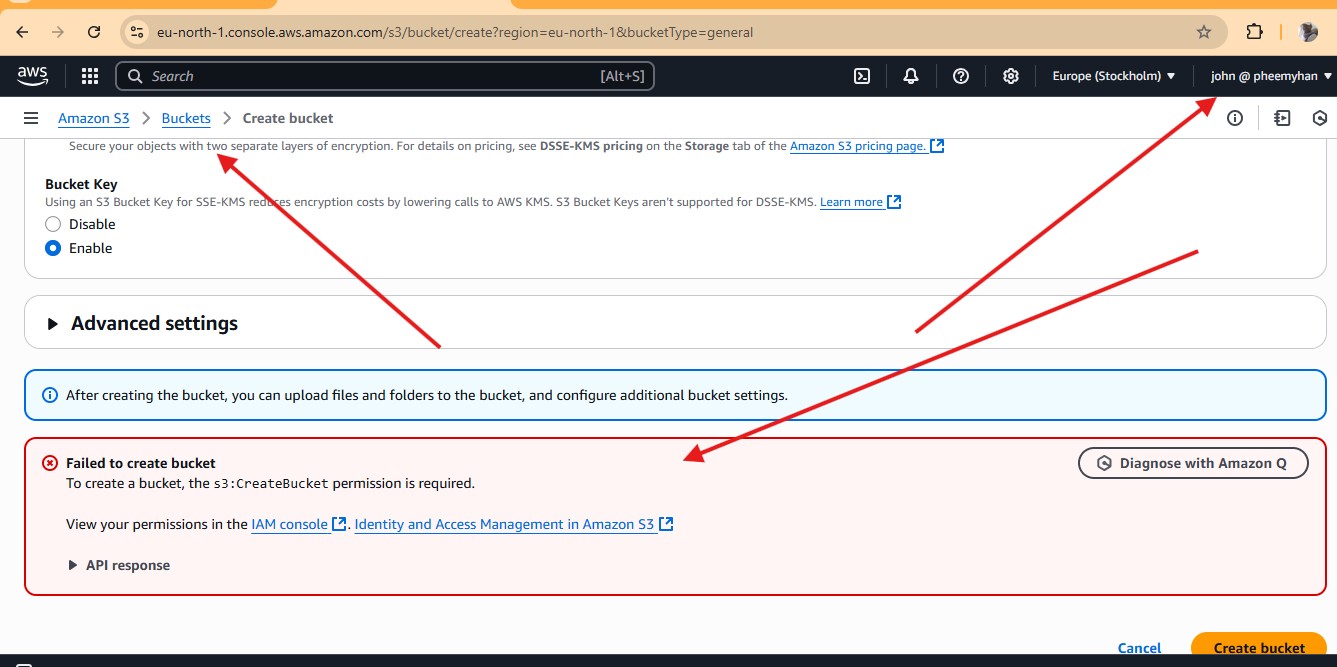 eu-north-1.console.aws.amazon.com/s3/bucket/create?region=eu-north-1&bucketType=general
aws
Search
[Alt+S]
Europe (Stockholm)
john @ pheemyhan
Amazon S3 > Buckets > Create bucket
Secure your objects with two separate layers of encryption. For details on pricing, see DSSE-KMS pricing on the Storage tab of the Amazon S3 pricing page.
Bucket Key
Using an S3 Bucket Key for SSE-KMS reduces encryption costs by lowering calls to AWS KMS. S3 Bucket Keys aren't supported for DSSE-KMS. Learn more
Disable
Enable
Advanced settings
After creating the bucket, you can upload files and folders to the bucket, and configure additional bucket settings.
Failed to create bucket
Diagnose with Amazon Q
To create a bucket, the s3:CreateBucket permission is required.
View your permissions in the IAM console. Identity and Access Management in Amazon S3
API response
Cancel
Create bucket